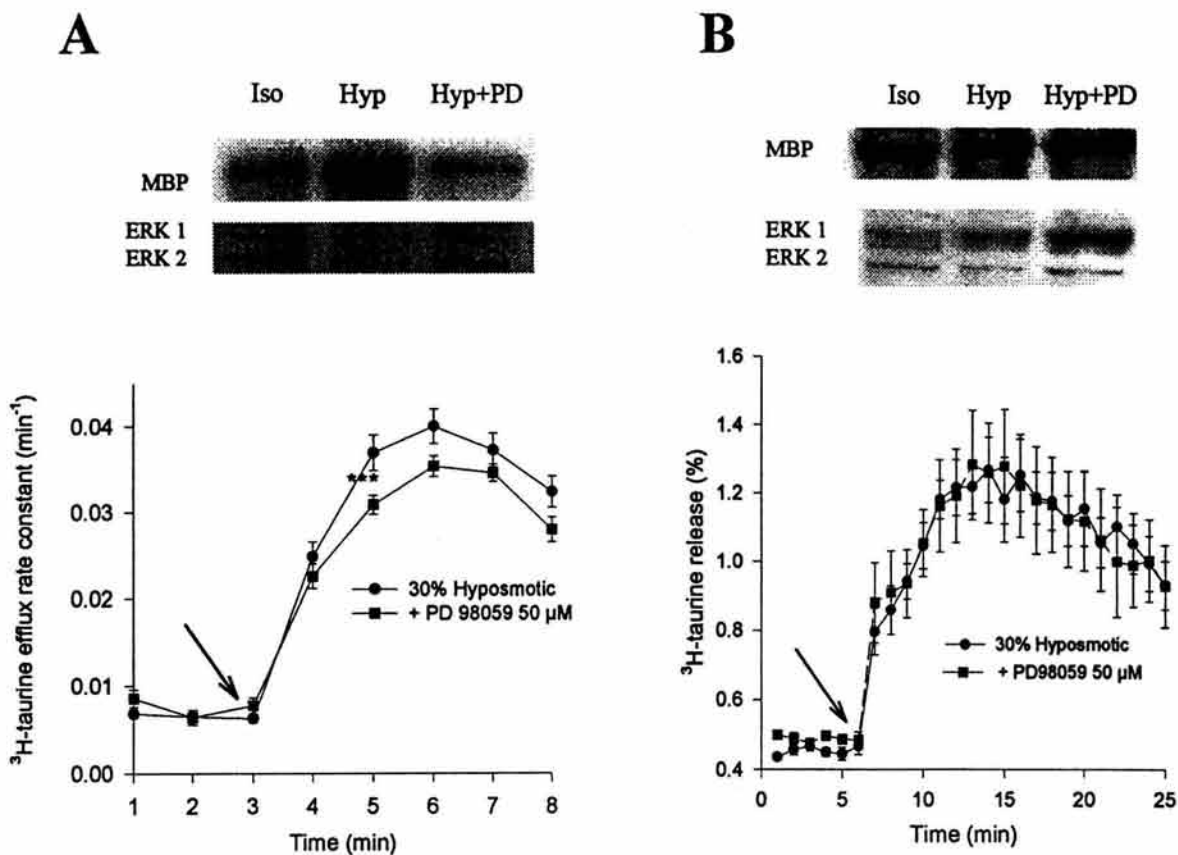 A
Iso Hyp Hyp+PD
MBP
ERK 1
ERK 2
³H-taurine efflux rate constant (min⁻¹)
0.04
0.03
0.02
0.01
0.00
***
30% Hyposmotic
+ PD 98059 50 µM
1 2 3 4 5 6 7 8
Time (min)
B
Iso Hyp Hyp+PD
MBP
ERK 1
ERK 2
³H-taurine release (%)
1.6
1.4
1.2
1.0
0.8
0.6
0.4
30% Hyposmotic
+ PD98059 50 µM
0 5 10 15 20 25
Time (min)